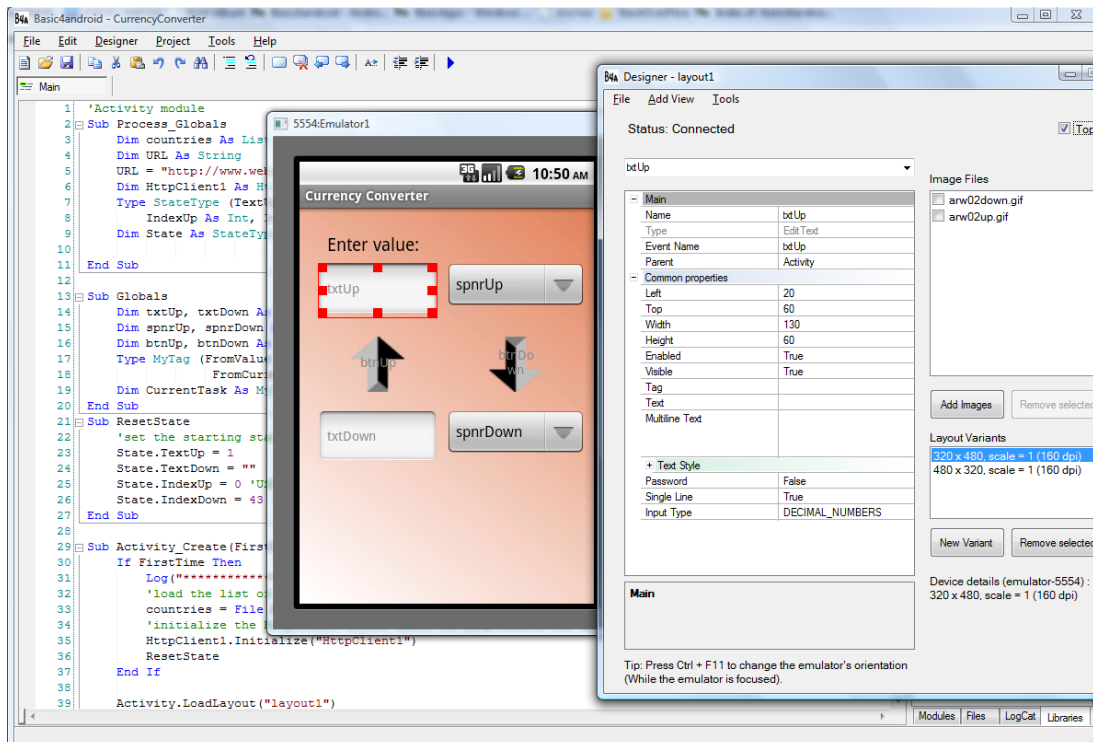 Basic4android - CurrencyConverter
File Edit Designer Project Tools Help
Main
1 'Activity module
2 Sub Process_Globals
3 Dim countries As Lis
4 Dim URL As String
5 URL = "http://www.we
6 Dim HttpClient1 As H
7 Type StateType (Text
8 IndexUp As Int,
9 Dim State As StateTy
10
11 End Sub
12
13 Sub Globals
14 Dim txtUp, txtDown A
15 Dim spnrUp, spnrDown
16 Dim btnUp, btnDown A
17 Type MyTag (FromValu
18 FromCur
19 Dim CurrentTask As M
20 End Sub
21 Sub ResetState
22 'set the starting st
23 State.TextUp = 1
24 State.TextDown = ""
25 State.IndexUp = 0 'U
26 State.IndexDown = 43
27 End Sub
28
29 Sub Activity_Create(First
30 If FirstTime Then
31 Log("************
32 'load the list o
33 countries = File
34 'initialize the
35 HttpClient1.Initialize("HttpClient1")
36 ResetState
37 End If
38
39 Activity.LoadLayout("layout1")
5554:Emulator1
3G 10:50 AM
Currency Converter
Enter value:
txtUp spnrUp
btnUp btnDo
wn
txtDown spnrDown
B4A Designer - layout1
File Add View Tools
Status: Connected
Top
txtUp
Main
Name txtUp
Type EditText
Event Name txtUp
Parent Activity
Common properties
Left 20
Top 60
Width 130
Height 60
Enabled True
Visible True
Tag
Text
Multiline Text
Text Style
Password False
Single Line True
Input Type DECIMAL_NUMBERS
Main
Tip: Press Ctrl + F11 to change the emulator's orientation
(While the emulator is focused).
Image Files
arw02down.gif
arw02up.gif
Add Images Remove selected
Layout Variants
320 x 480, scale = 1 (160 dpi)
480 x 320, scale = 1 (160 dpi)
New Variant Remove selected
Device details (emulator-5554) :
320 x 480, scale = 1 (160 dpi)
Modules Files LogCat Libraries